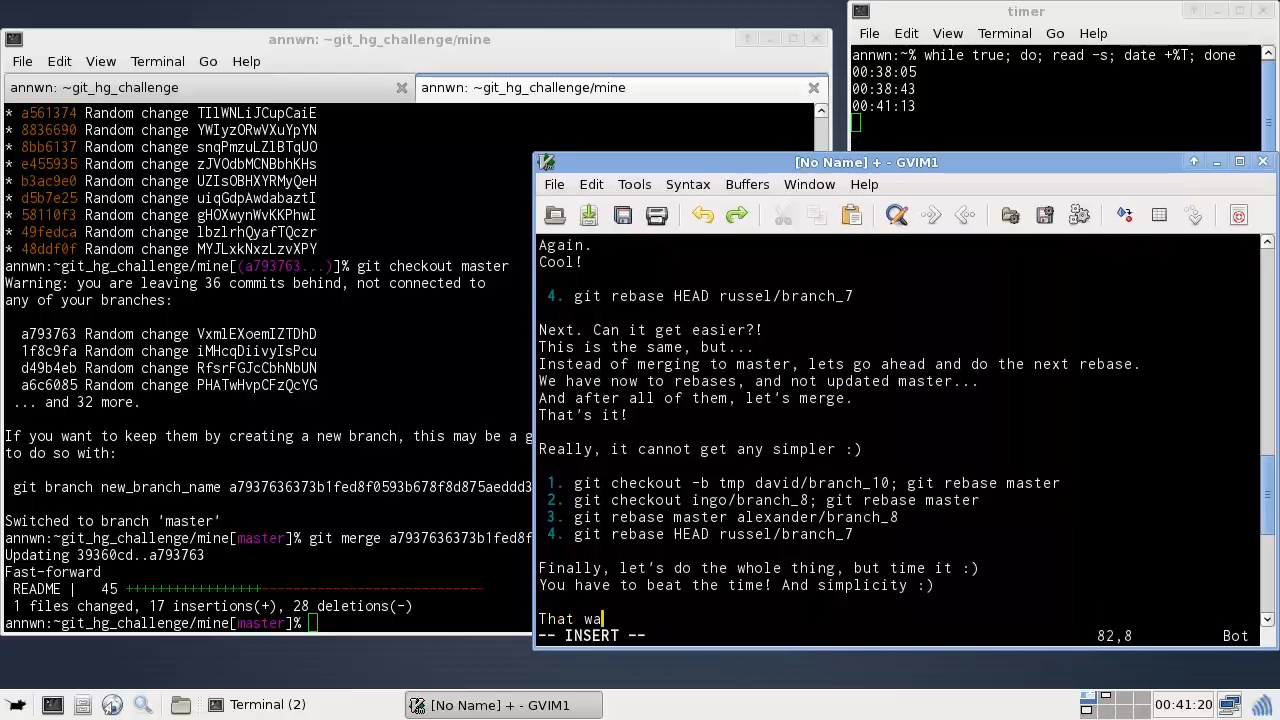 annwn: ~git_hg_challenge/mine
File Edit View Terminal Go Help
annwn: ~git_hg_challenge
annwn: ~git_hg_challenge/mine
* a561374 Random change TIlWNLiJCupCaiE
* 8836690 Random change YWIyzORwVXuYpYN
* 8bb6137 Random change snqPmzuLZlBTqUO
* e455935 Random change zJVOdbMCNBbhKHs
* b3ac9e0 Random change UZIsOBHXYRMyQeH
* d5b7e25 Random change uiqGdpAwdabaztI
* 58110f3 Random change gHOXwynWvKKPhwI
* 49fedca Random change lbzlrhQyafTQczr
* 48ddf0f Random change MYJLxkNxzLzvXPY
annwn:~git_hg_challenge/mine[(a793763...)]% git checkout master
Warning: you are leaving 36 commits behind, not connected to
any of your branches:
a793763 Random change VxmlEXoemIZTDhD
1f8c9fa Random change iMHcqDiivyIsPcu
d49b4eb Random change RfsrFGJcCbhNbUN
a6c6085 Random change PHATwHvpCFzQcYG
... and 32 more.
If you want to keep them by creating a new branch, this may be a g
to do so with:
git branch new_branch_name a7937636373b1fed8f0593b678f8d875aeddd3
Switched to branch 'master'
annwn:~git_hg_challenge/mine[master]% git merge a7937636373b1fed8f
Updating 39360cd..a793763
Fast-forward
README | 45 +++++++++++++++++----------------------------
1 files changed, 17 insertions(+), 28 deletions(-)
annwn:~git_hg_challenge/mine[master]%
timer
File Edit View Terminal Go Help
annwn:~% while true; do; read -s; date +%T; done
00:38:05
00:38:43
00:41:13
[No Name] + - GVIM1
File Edit Tools Syntax Buffers Window Help
Again.
Cool!
4. git rebase HEAD russel/branch_7
Next. Can it get easier?!
This is the same, but...
Instead of merging to master, lets go ahead and do the next rebase.
We have now to rebases, and not updated master...
And after all of them, let's merge.
That's it!
Really, it cannot get any simpler :)
1. git checkout -b tmp david/branch_10; git rebase master
2. git checkout ingo/branch_8; git rebase master
3. git rebase master alexander/branch_8
4. git rebase HEAD russel/branch_7
Finally, let's do the whole thing, but time it :)
You have to beat the time! And simplicity :)
That wa
-- INSERT -- 82,8 Bot
Terminal (2)
[No Name] + - GVIM1
00:41:20